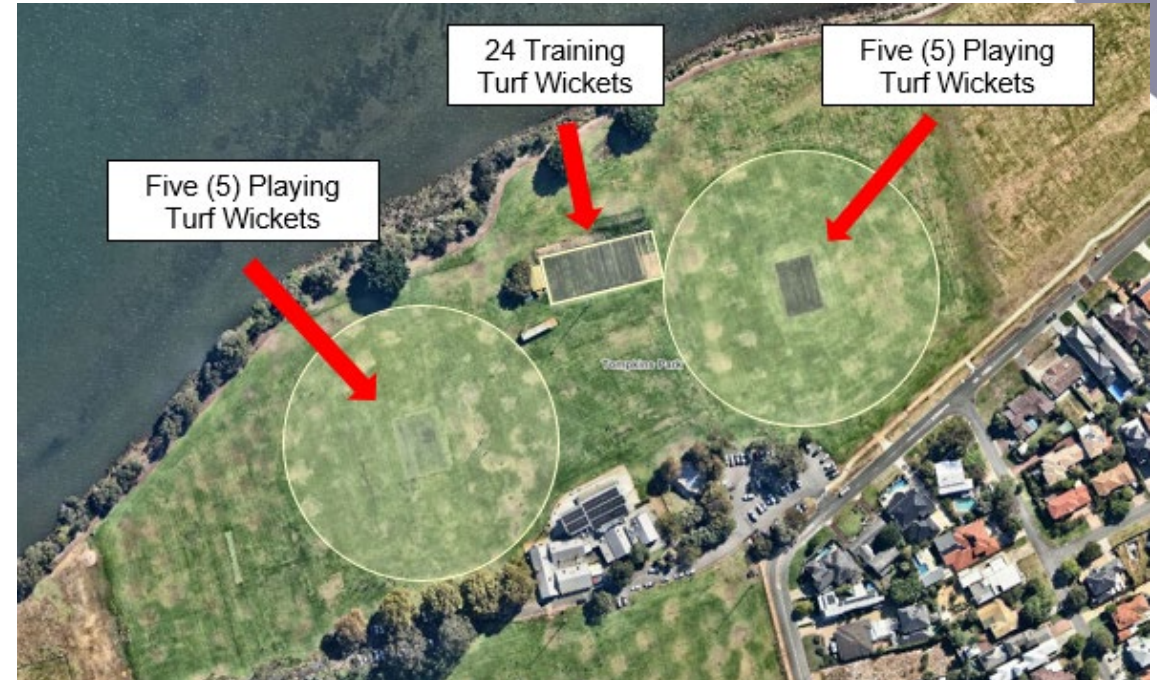 24 Training
Turf Wickets
Five (5) Playing
Turf Wickets
Five (5) Playing
Turf Wickets
Tompkins Park